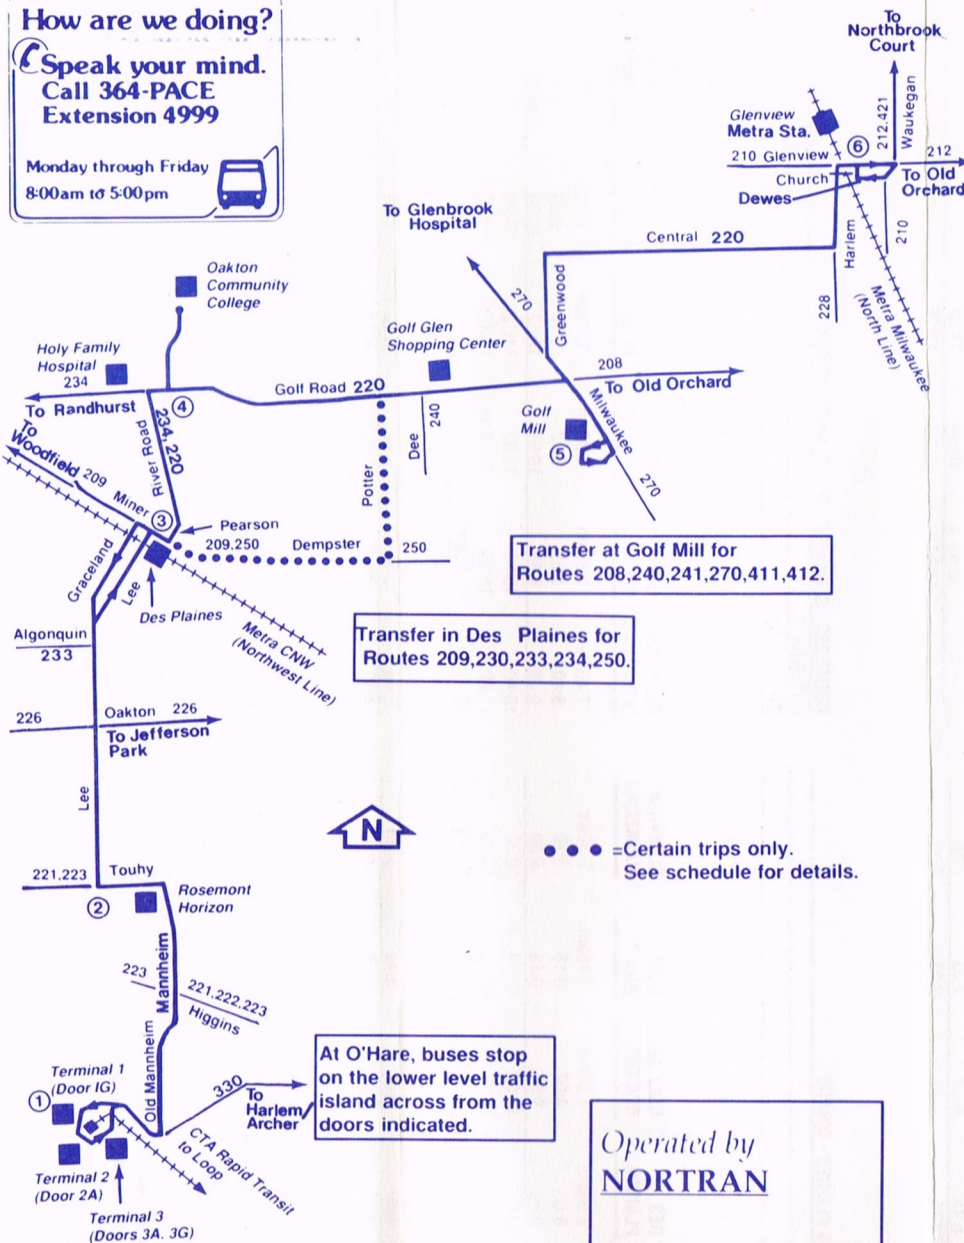 How are we doing?
Speak your mind.
Call 364-PACE
Extension 4999
Monday through Friday
8:00am to 5:00pm
To
Northbrook
Court
Glenview
Metra Sta.
6
212.421
Waukegan
210 Glenview
212
Church
To Old
Orchard
Dewes
To Glenbrook
Hospital
Central 220
Harlem
210
228
Metra Milwaukee
(North Line)
Oakton
Community
College
270
Greenwood
Golf Glen
Shopping Center
Holy Family
Hospital
234
208
To Old Orchard
Golf Road 220
To Randhurst
4
234, 220
River Road
Dee
240
Golf
Mill
5
Milwaukee
270
To
Woodfield
209
Miner
3
Pearson
Potter
209.250
Dempster
250
Transfer at Golf Mill for
Routes 208,240,241,270,411,412.
Graceland
Lee
Des Plaines
Metra CNW
(Northwest Line)
Transfer in Des Plaines for
Routes 209,230,233,234,250.
Algonquin
233
226
Oakton 226
To Jefferson
Park
Lee
N
=Certain trips only.
See schedule for details.
221.223
Touhy
2
Rosemont
Horizon
Mannheim
223
221.222.223
Higgins
Old Mannheim
At O'Hare, buses stop
on the lower level traffic
island across from the
doors indicated.
Terminal 1
(Door IG)
1
330
To
Harlem/
Archer
CTA Rapid Transit
to Loop
Terminal 2
(Door 2A)
Terminal 3
(Doors 3A. 3G)
Operated by
NORTRAN